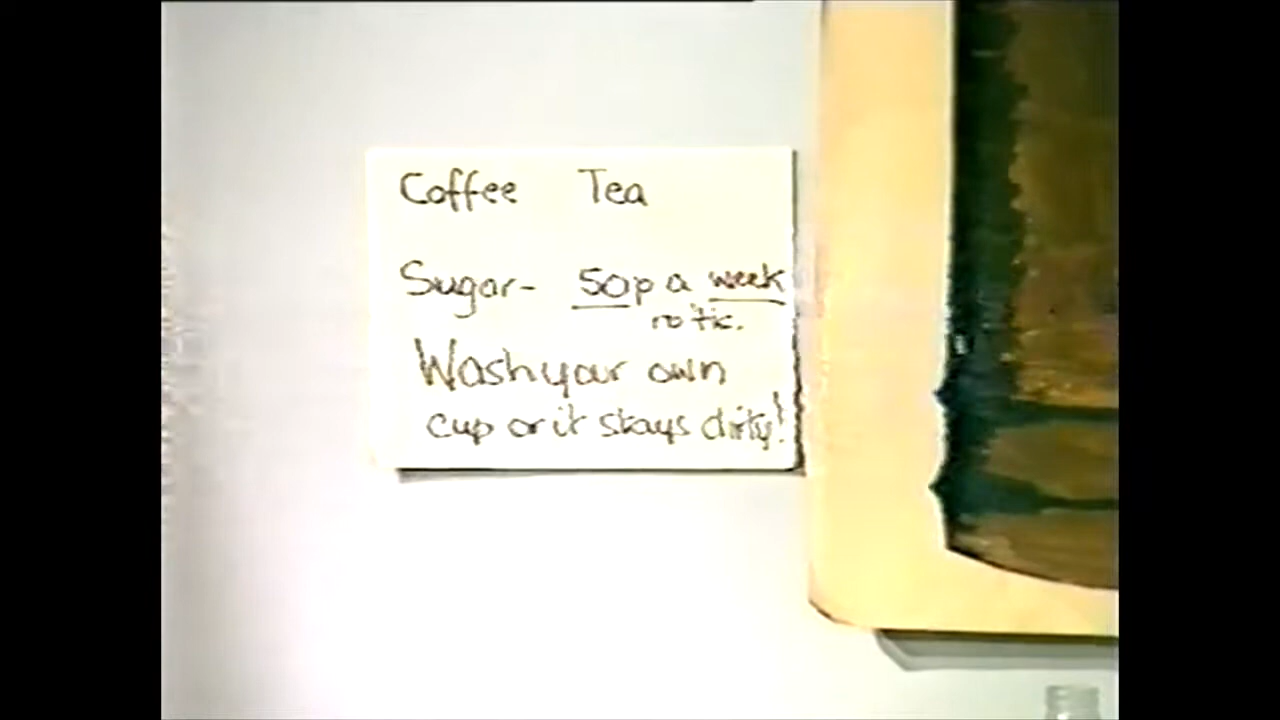 Coffee Tea
Sugar- 50p a week
no tic.
Wash your own
cup or it stays dirty!